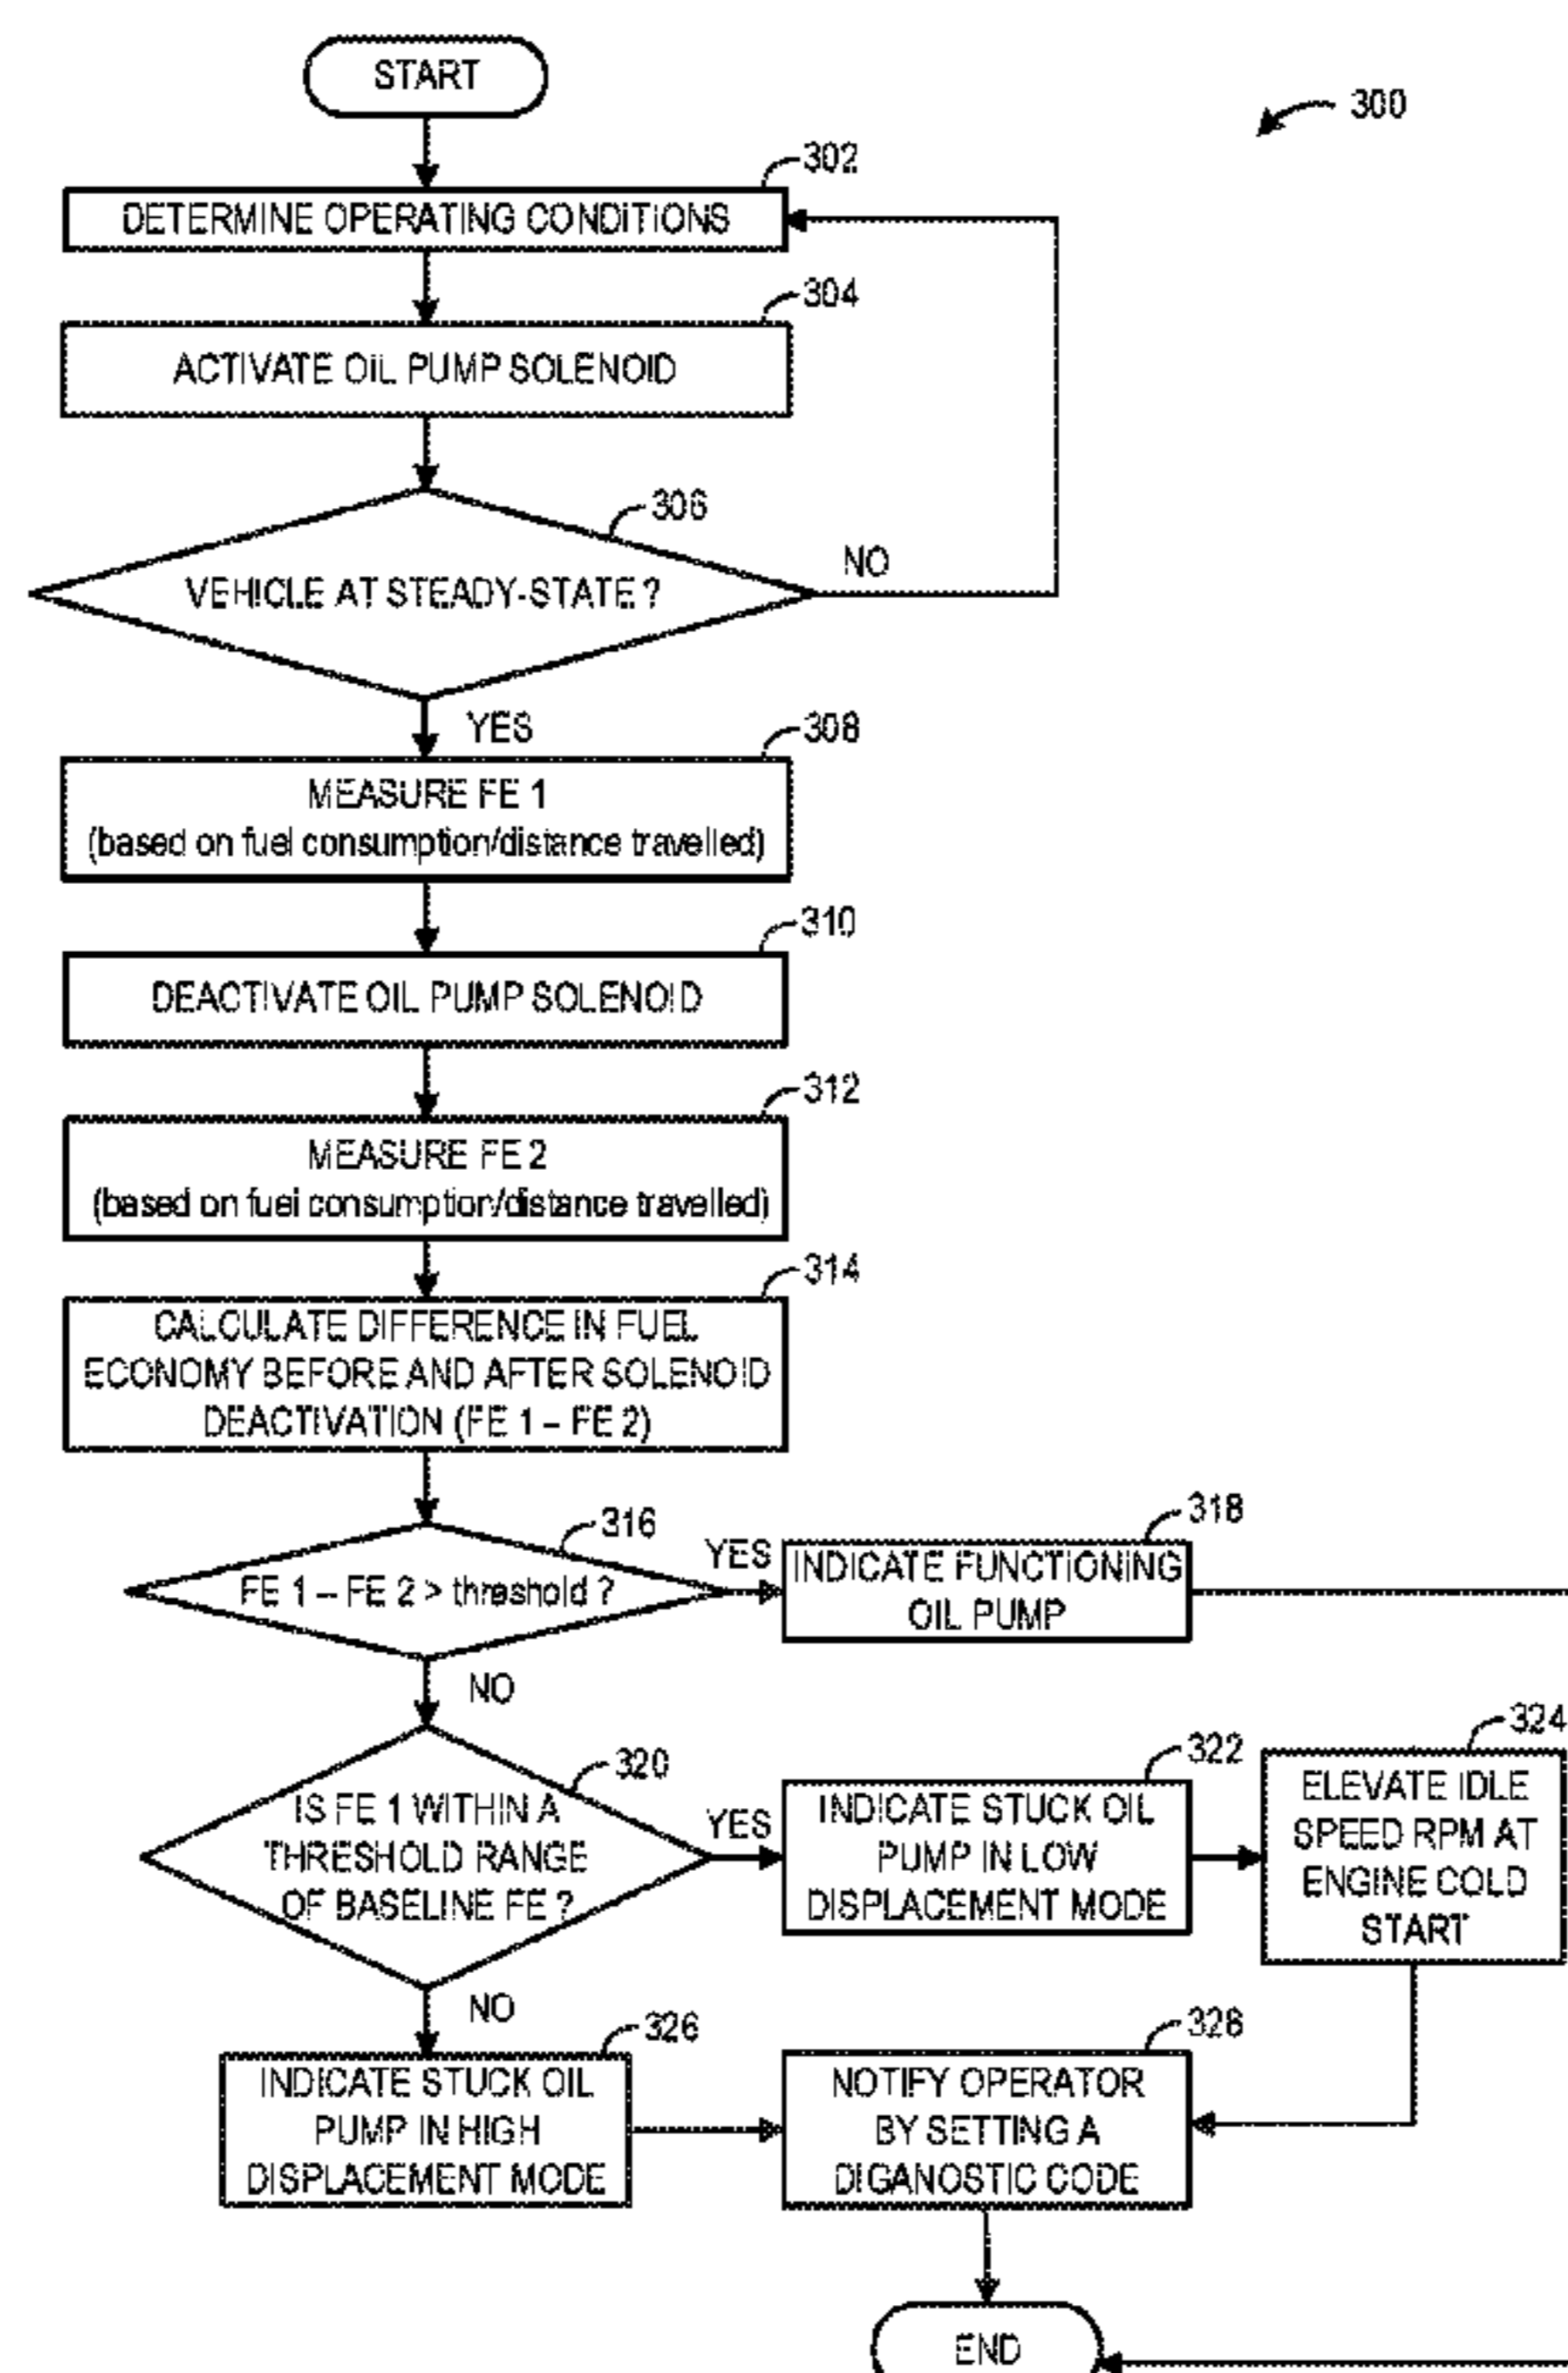 START
300
302
DETERMINE OPERATING CONDITIONS
304
ACTIVATE OIL PUMP SOLENOID
306
VEHICLE AT STEADY-STATE ?
NO
YES
308
MEASURE FE 1
(based on fuel consumption/distance travelled)
310
DEACTIVATE OIL PUMP SOLENOID
312
MEASURE FE 2
(based on fuel consumption/distance travelled)
314
CALCULATE DIFFERENCE IN FUEL
ECONOMY BEFORE AND AFTER SOLENOID
DEACTIVATION (FE 1 – FE 2)
316
FE 1 – FE 2 > threshold ?
YES
318
INDICATE FUNCTIONING
OIL PUMP
NO
320
IS FE 1 WITHIN A
THRESHOLD RANGE
OF BASELINE FE ?
YES
322
INDICATE STUCK OIL
PUMP IN LOW
DISPLACEMENT MODE
324
ELEVATE IDLE
SPEED RPM AT
ENGINE COLD
START
NO
326
INDICATE STUCK OIL
PUMP IN HIGH
DISPLACEMENT MODE
328
NOTIFY OPERATOR
BY SETTING A
DIGANOSTIC CODE
END